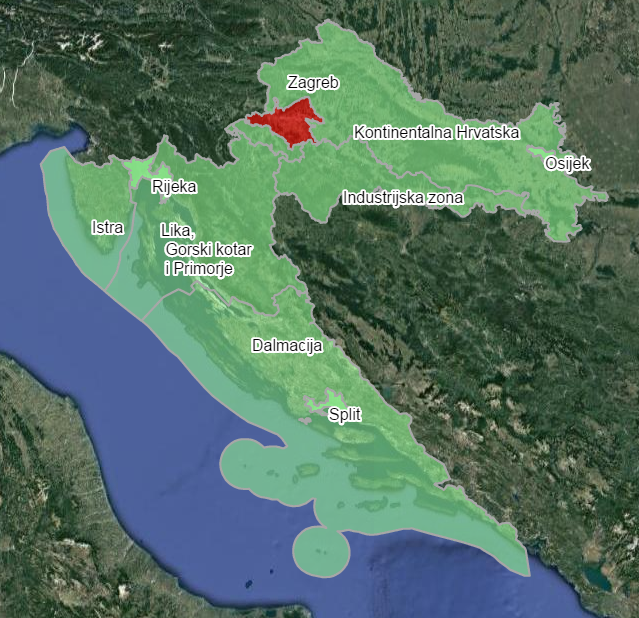 Zagreb
Kontinentalna Hrvatska
Osijek
Rijeka
Industrijska zona
Istra
Lika,
Gorski kotar
i Primorje
Dalmacija
Split